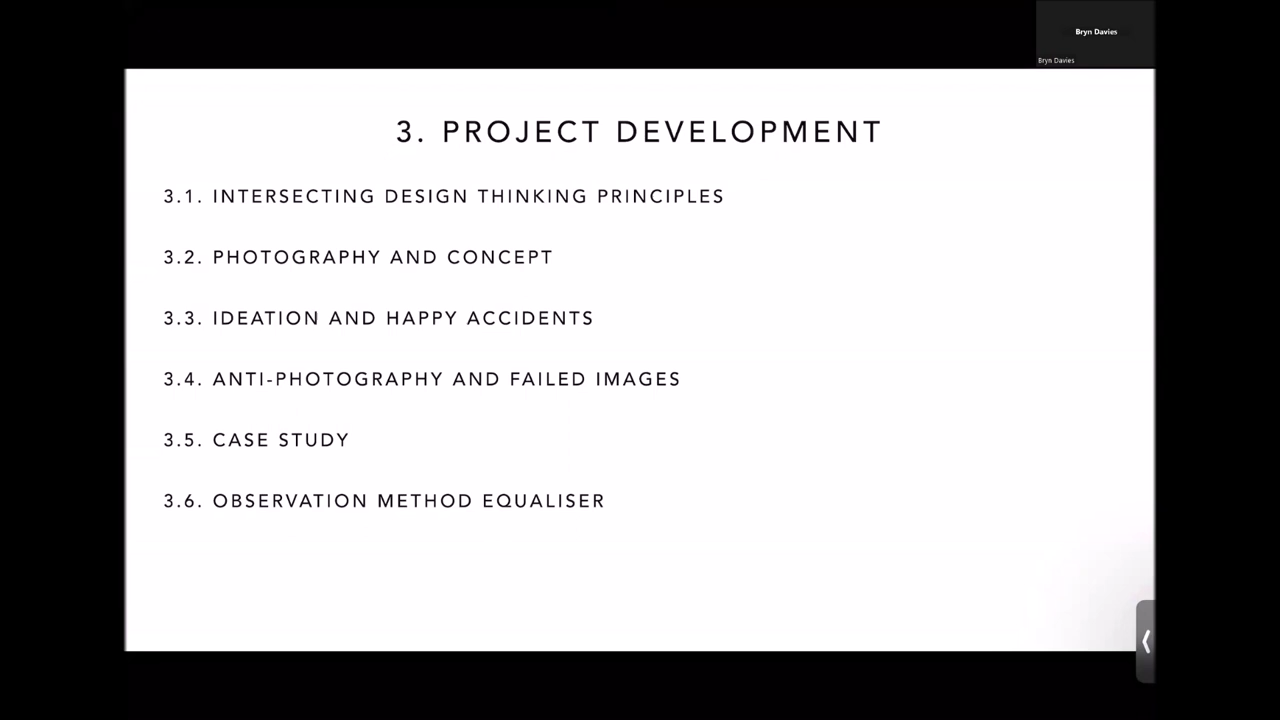 Bryn Davies
Bryn Davies
3. PROJECT DEVELOPMENT
3.1. INTERSECTING DESIGN THINKING PRINCIPLES
3.2. PHOTOGRAPHY AND CONCEPT
3.3. IDEATION AND HAPPY ACCIDENTS
3.4. ANTI-PHOTOGRAPHY AND FAILED IMAGES
3.5. CASE STUDY
3.6. OBSERVATION METHOD EQUALISER